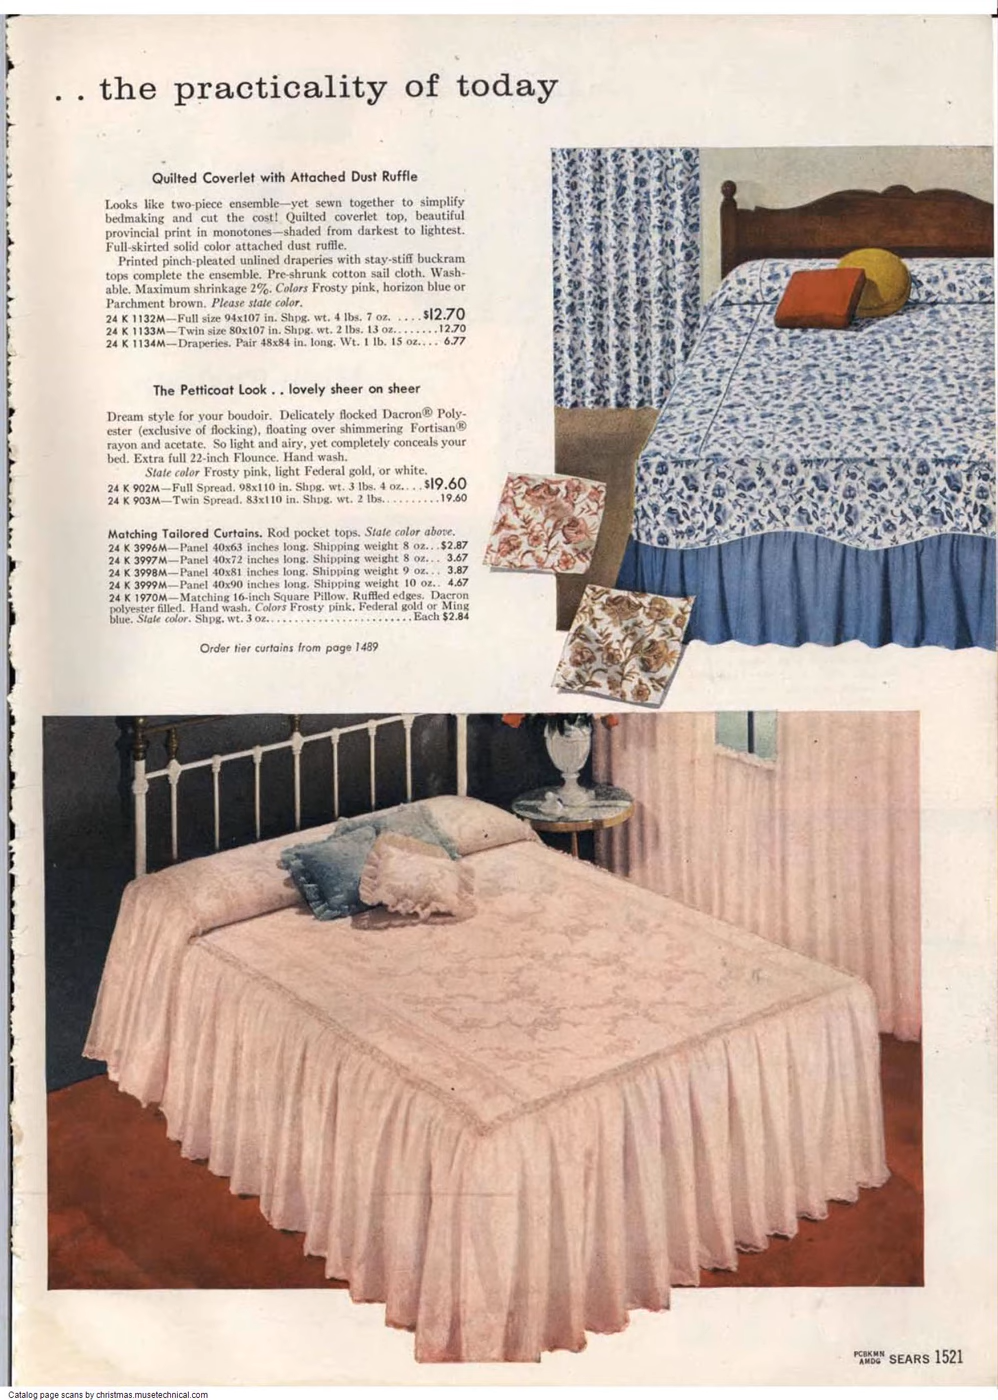 . . the practicality of today
Quilted Coverlet with Attached Dust Ruffle
Looks like two-piece ensemble—yet sewn together to simplify
bedmaking and cut the cost! Quilted coverlet top, beautiful
provincial print in monotones—shaded from darkest to lightest.
Full-skirted solid color attached dust ruffle.
Printed pinch-pleated unlined draperies with stay-stiff buckram
tops complete the ensemble. Pre-shrunk cotton sail cloth. Wash-
able. Maximum shrinkage 2%. Colors Frosty pink, horizon blue or
Parchment brown. Please state color.
24 K 1132M—Full size 94x107 in. Shpg. wt. 4 lbs. 7 oz. ....$12.70
24 K 1133M—Twin size 80x107 in. Shpg. wt. 2 lbs. 13 oz........12.70
24 K 1134M—Draperies. Pair 48x84 in. long. Wt. 1 lb. 15 oz.... 6.77
The Petticoat Look . . lovely sheer on sheer
Dream style for your boudoir. Delicately flocked Dacron® Poly-
ester (exclusive of flocking), floating over shimmering Fortisan®
rayon and acetate. So light and airy, yet completely conceals your
bed. Extra full 22-inch Flounce. Hand wash.
State color Frosty pink, light Federal gold, or white.
24 K 902M—Full Spread. 98x110 in. Shpg. wt. 3 lbs. 4 oz....$19.60
24 K 903M—Twin Spread. 83x110 in. Shpg. wt. 2 lbs..........19.60
Matching Tailored Curtains. Rod pocket tops. State color above.
24 K 3996M—Panel 40x63 inches long. Shipping weight 8 oz...$2.87
24 K 3997M—Panel 40x72 inches long. Shipping weight 8 oz... 3.67
24 K 3998M—Panel 40x81 inches long. Shipping weight 9 oz... 3.87
24 K 3999M—Panel 40x90 inches long. Shipping weight 10 oz.. 4.67
24 K 1970M—Matching 16-inch Square Pillow. Ruffled edges. Dacron
polyester filled. Hand wash. Colors Frosty pink, Federal gold or Ming
blue. State color. Shpg. wt. 3 oz.........................Each $2.84
Order tier curtains from page 1489
PCBKMN
AMDG SEARS 1521
Catalog page scans by christmas.musetechnical.com